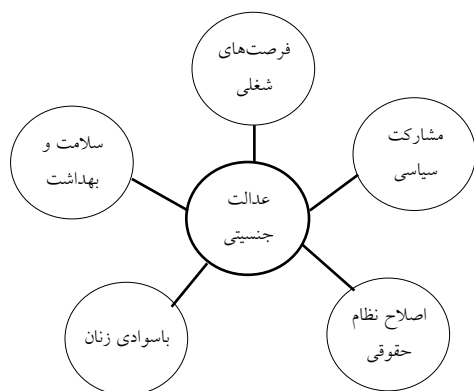 فرصت‌های
شغلی
مشارکت
سیاسی
سلامت و
بهداشت
عدالت
جنسیتی
اصلاح نظام
حقوقی
باسوادی زنان